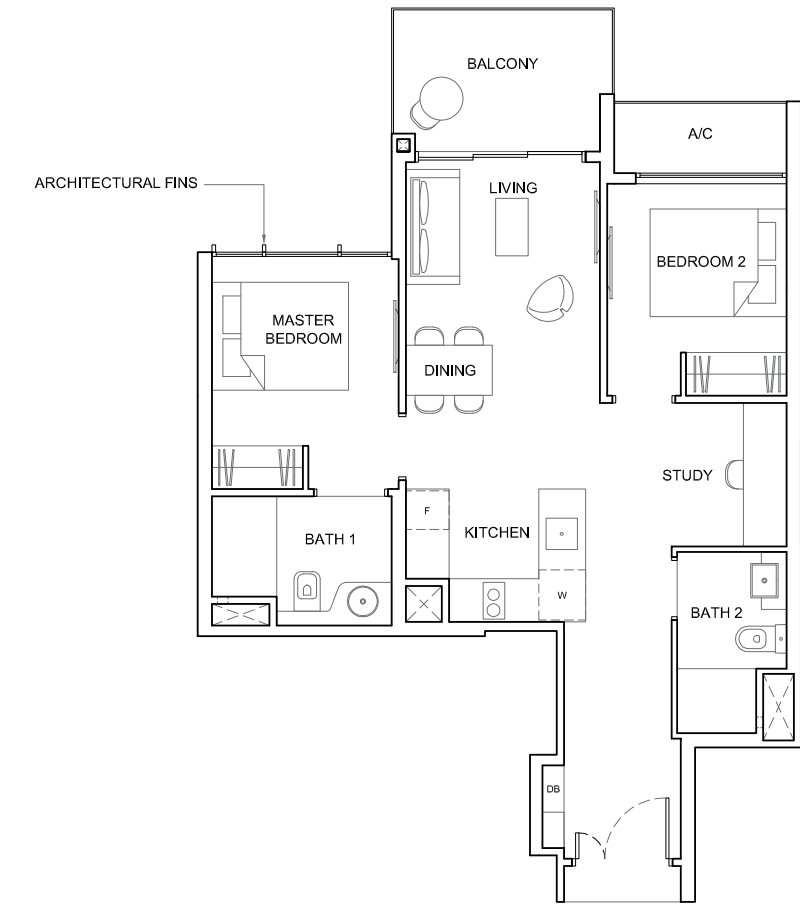 BALCONY
A/C
ARCHITECTURAL FINS
LIVING
BEDROOM 2
MASTER
BEDROOM
DINING
STUDY
F
KITCHEN
BATH 1
W
BATH 2
DB